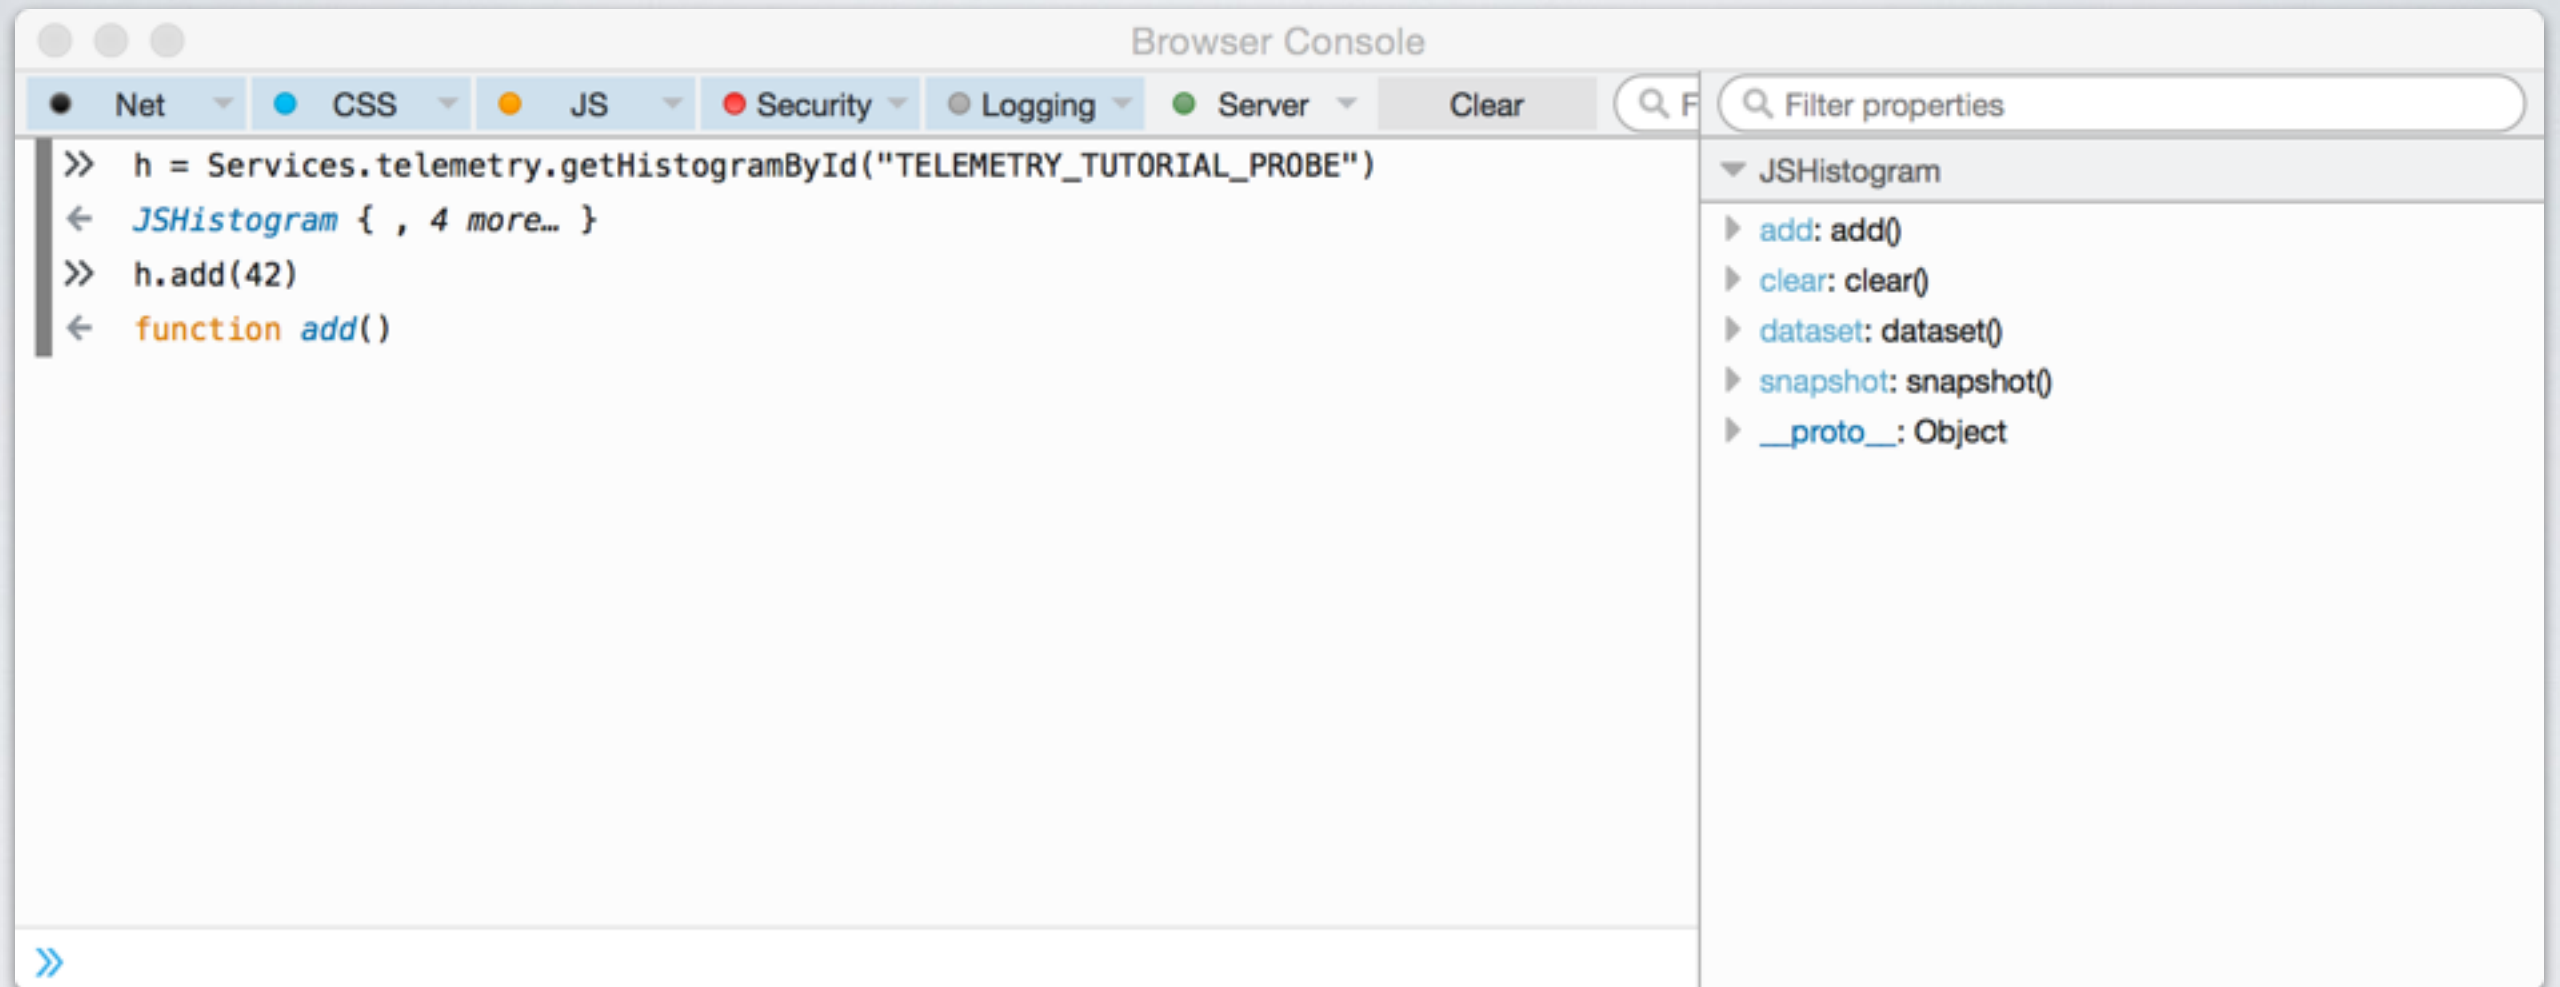 Browser Console
Net CSS JS Security Logging Server Clear F Filter properties
h = Services.telemetry.getHistogramById("TELEMETRY_TUTORIAL_PROBE")
JSHistogram { , 4 more… }
h.add(42)
function add()
JSHistogram
add: add()
clear: clear()
dataset: dataset()
snapshot: snapshot()
__proto__: Object